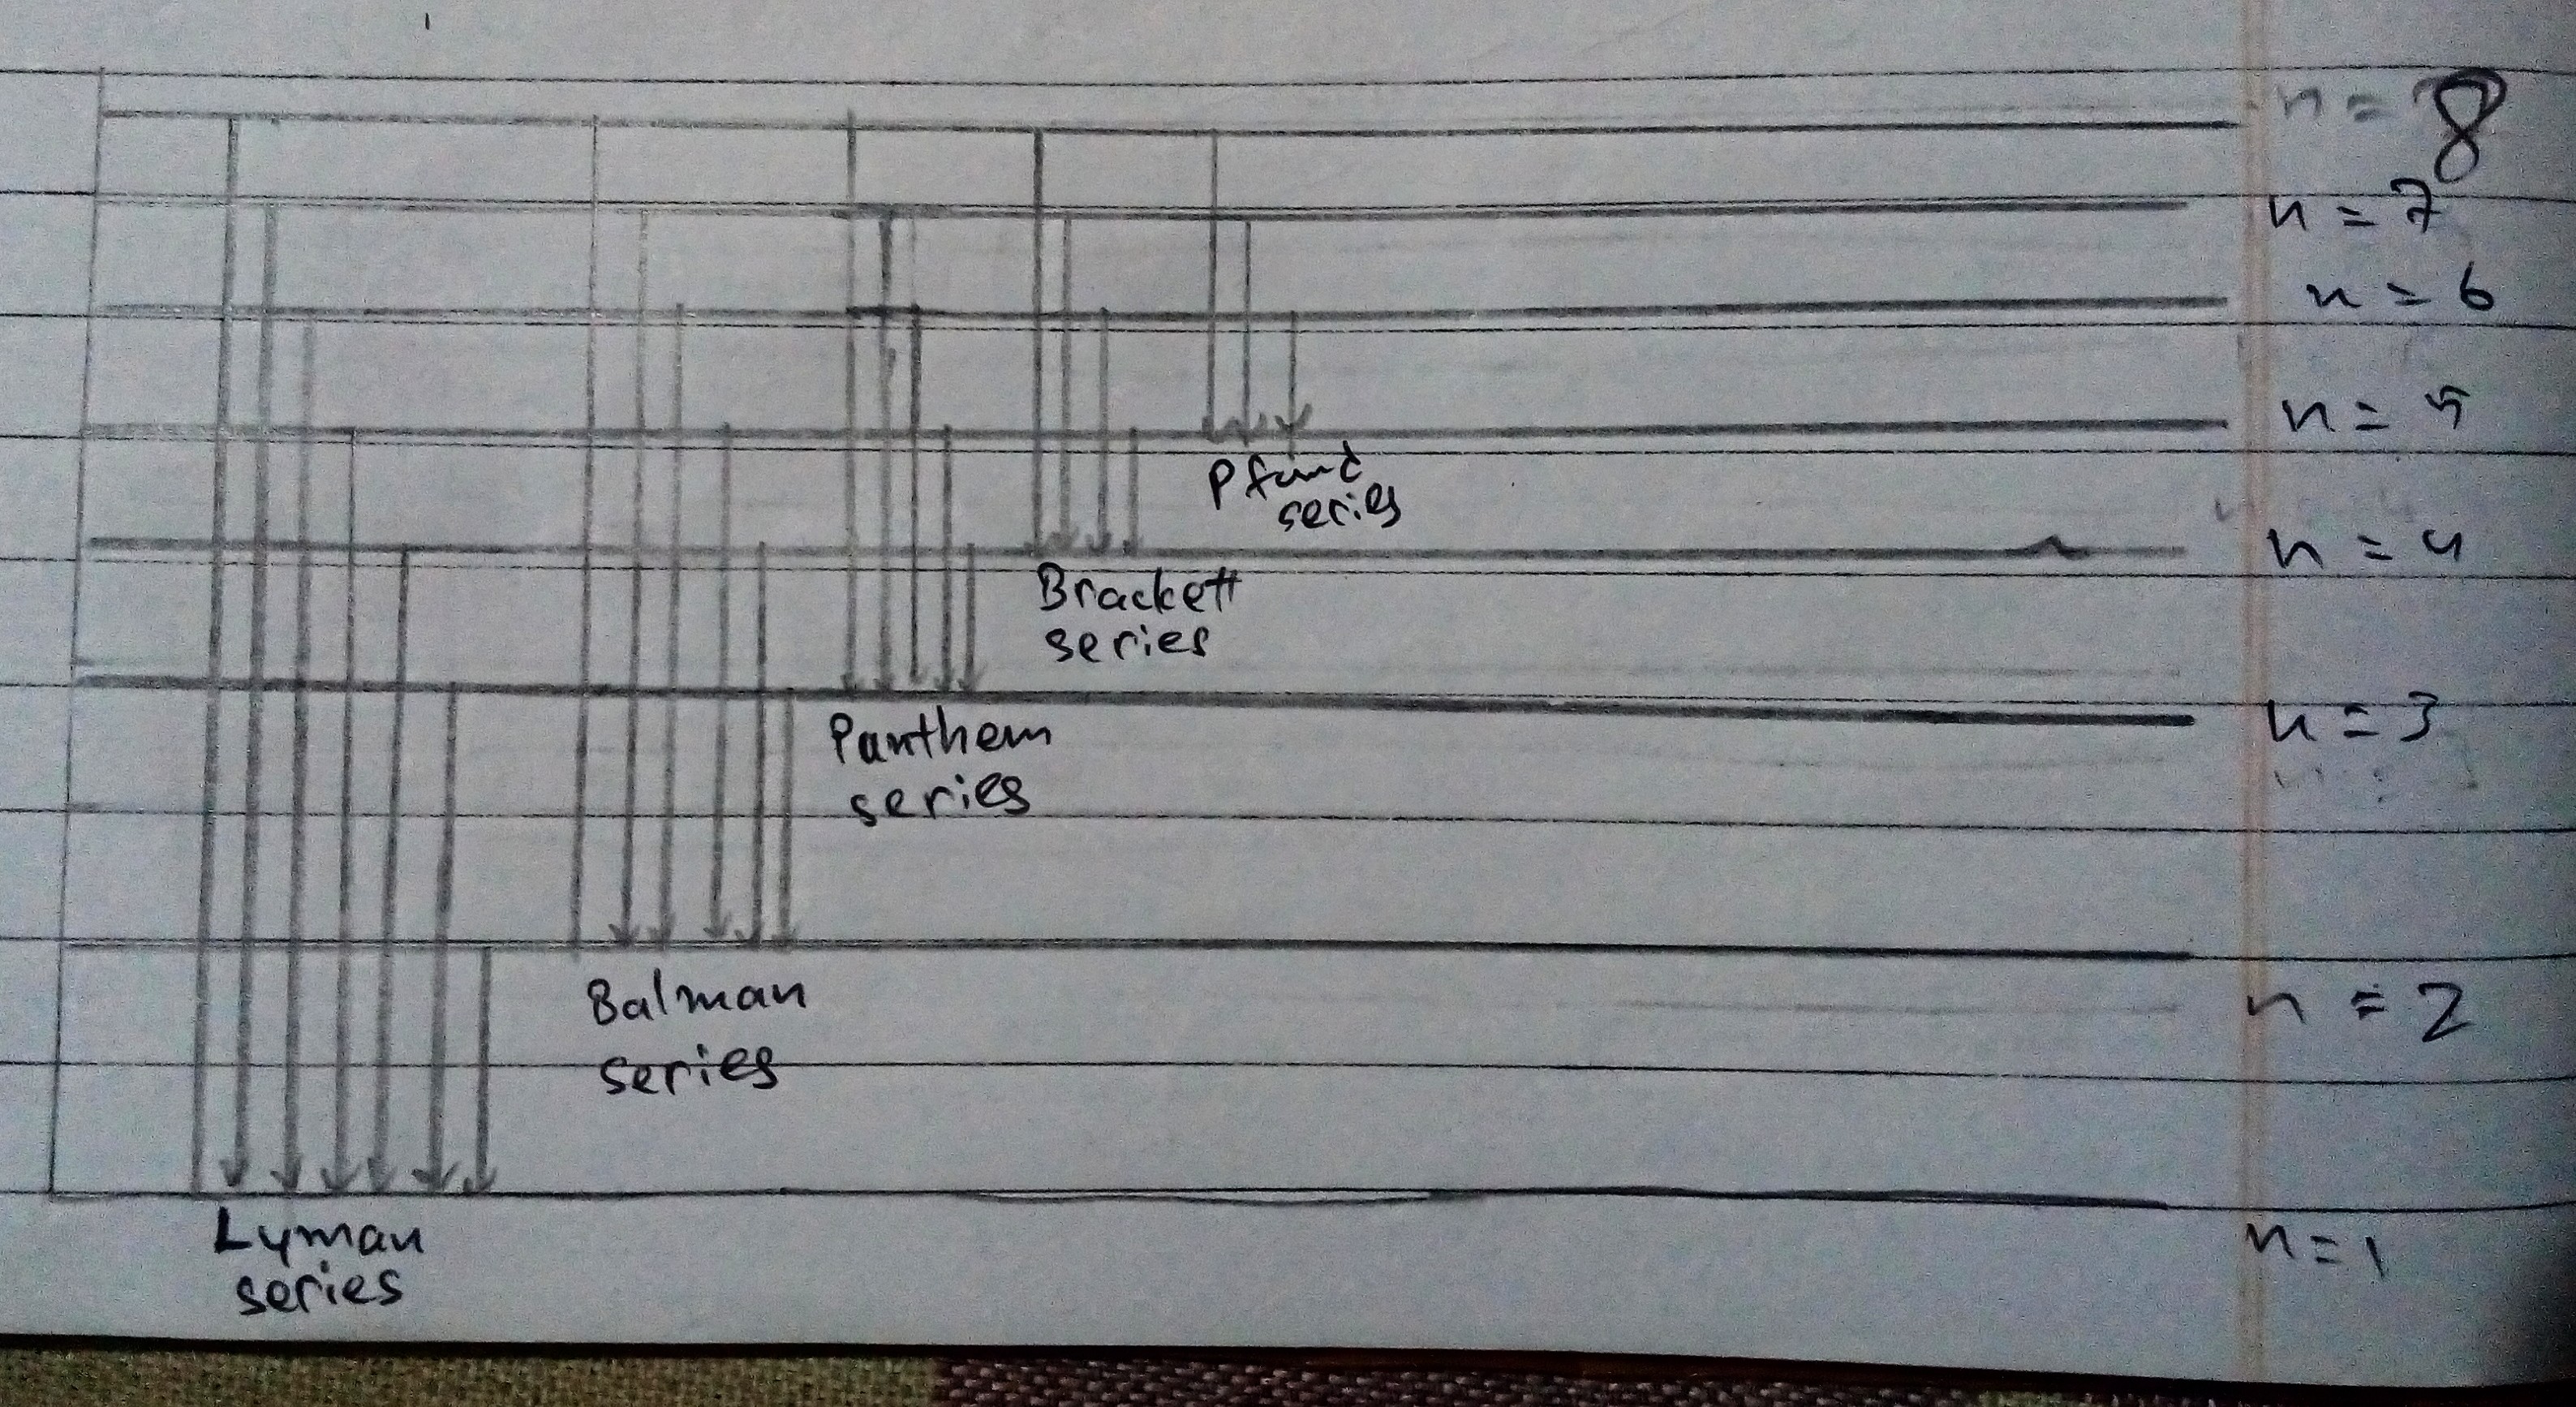 n = 8
n = 7
n = 6
n = 5
Pfund
series
n = 4
Brackett
series
n = 3
Panthem
series
n = 2
Balman
series
n = 1
Lyman
series